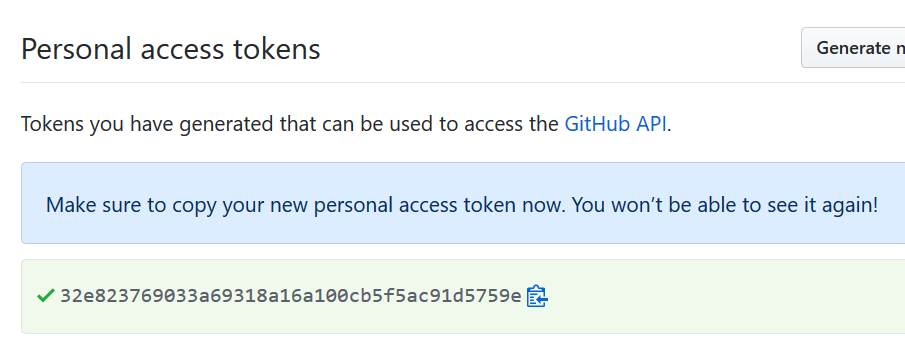 Personal access tokens
Generate n
Tokens you have generated that can be used to access the GitHub API.
Make sure to copy your new personal access token now. You won’t be able to see it again!
32e823769033a69318a16a100cb5f5ac91d5759e